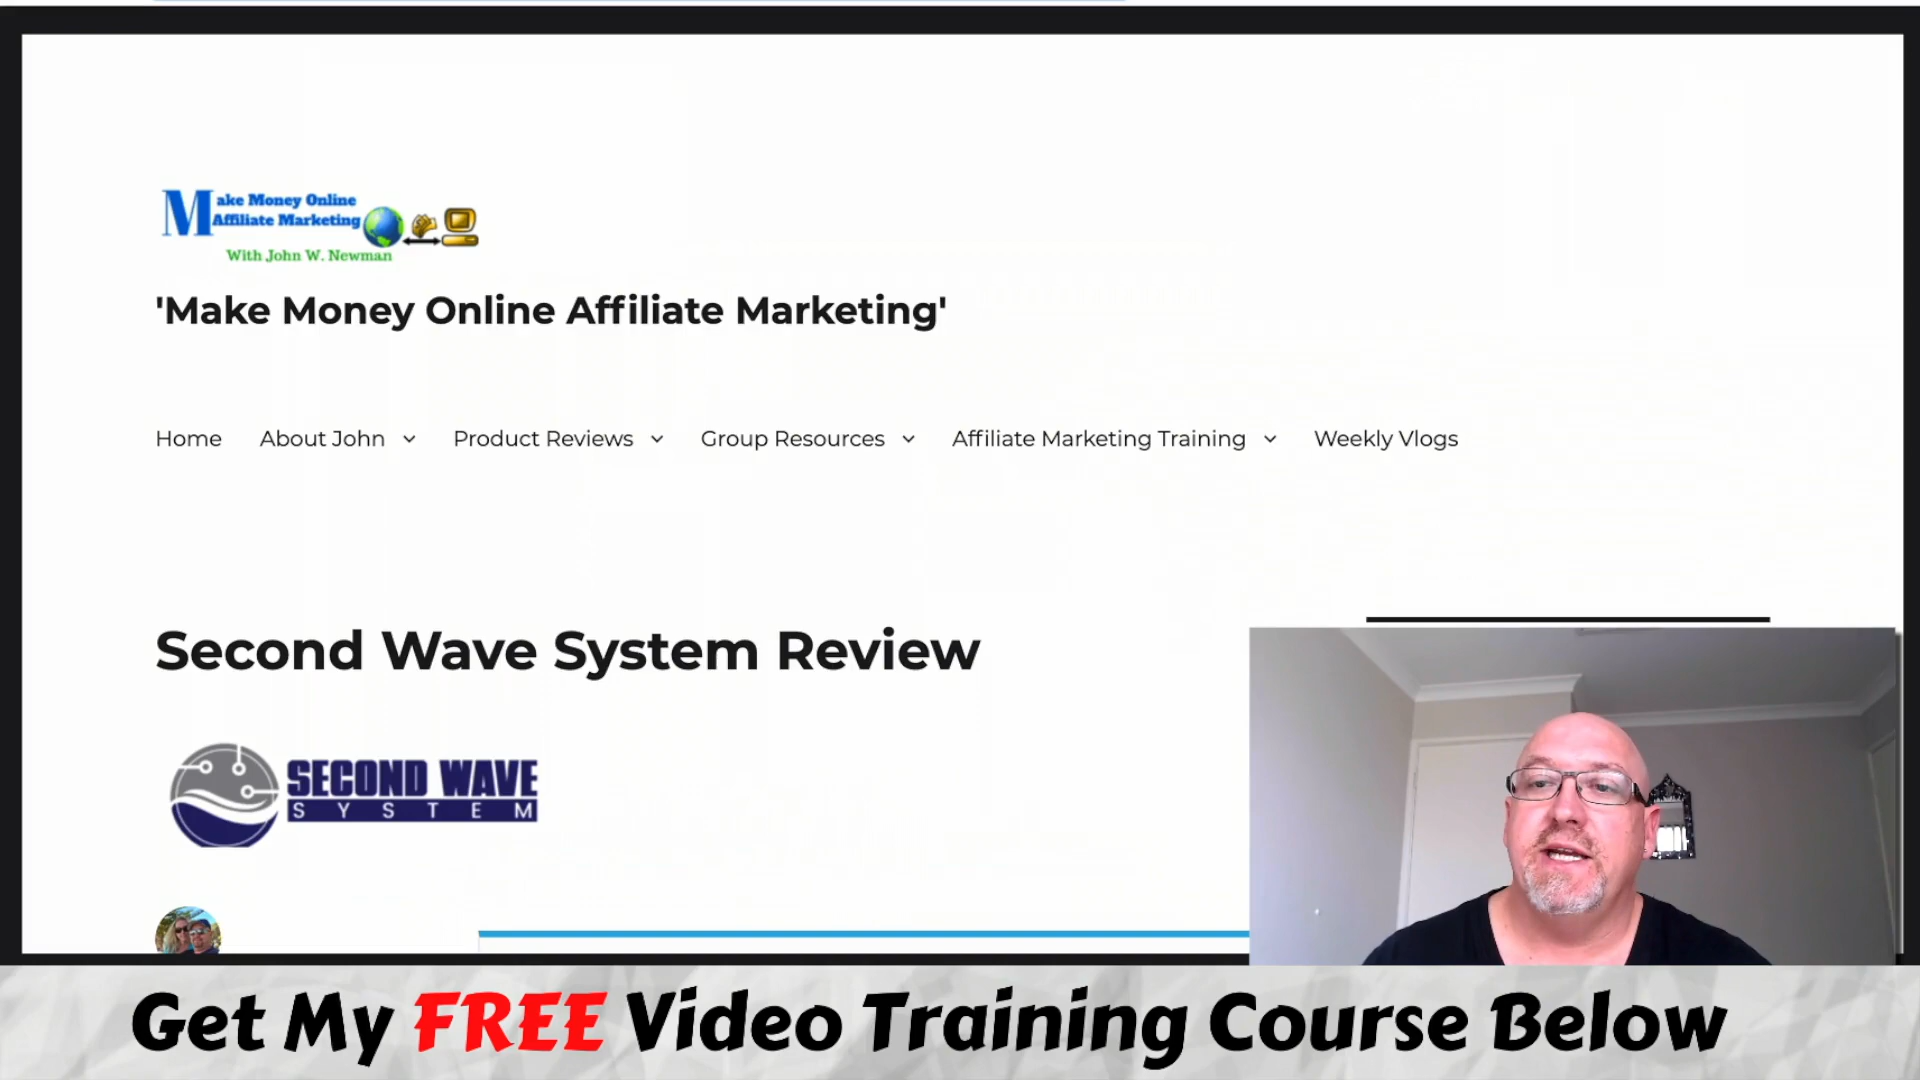 Make Money Online
Affiliate Marketing
With John W. Newman
'Make Money Online Affiliate Marketing'
Home About John Product Reviews Group Resources Affiliate Marketing Training Weekly Vlogs
Second Wave System Review
SECOND WAVE
SYSTEM
Get My FREE Video Training Course Below